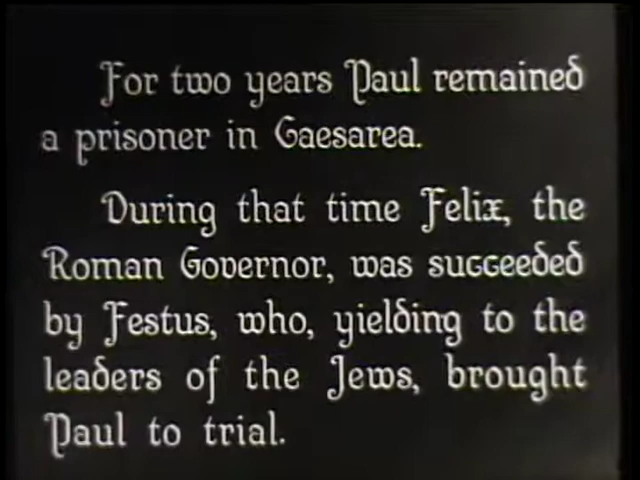 For two years Paul remained
a prisoner in Caesarea.
During that time Felix, the
Roman Governor, was succeeded
by Festus, who, yielding to the
leaders of the Jews, brought
Paul to trial.